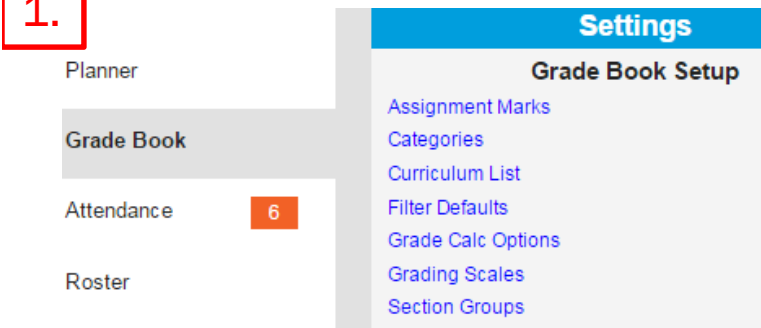 1.
Planner
Grade Book
Attendance 6
Roster
Settings
Grade Book Setup
Assignment Marks
Categories
Curriculum List
Filter Defaults
Grade Calc Options
Grading Scales
Section Groups